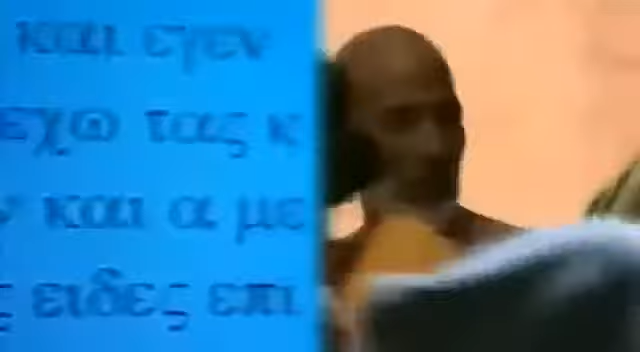 και εγεν
εχω τας κ
ν και α με
ς ειδες επι